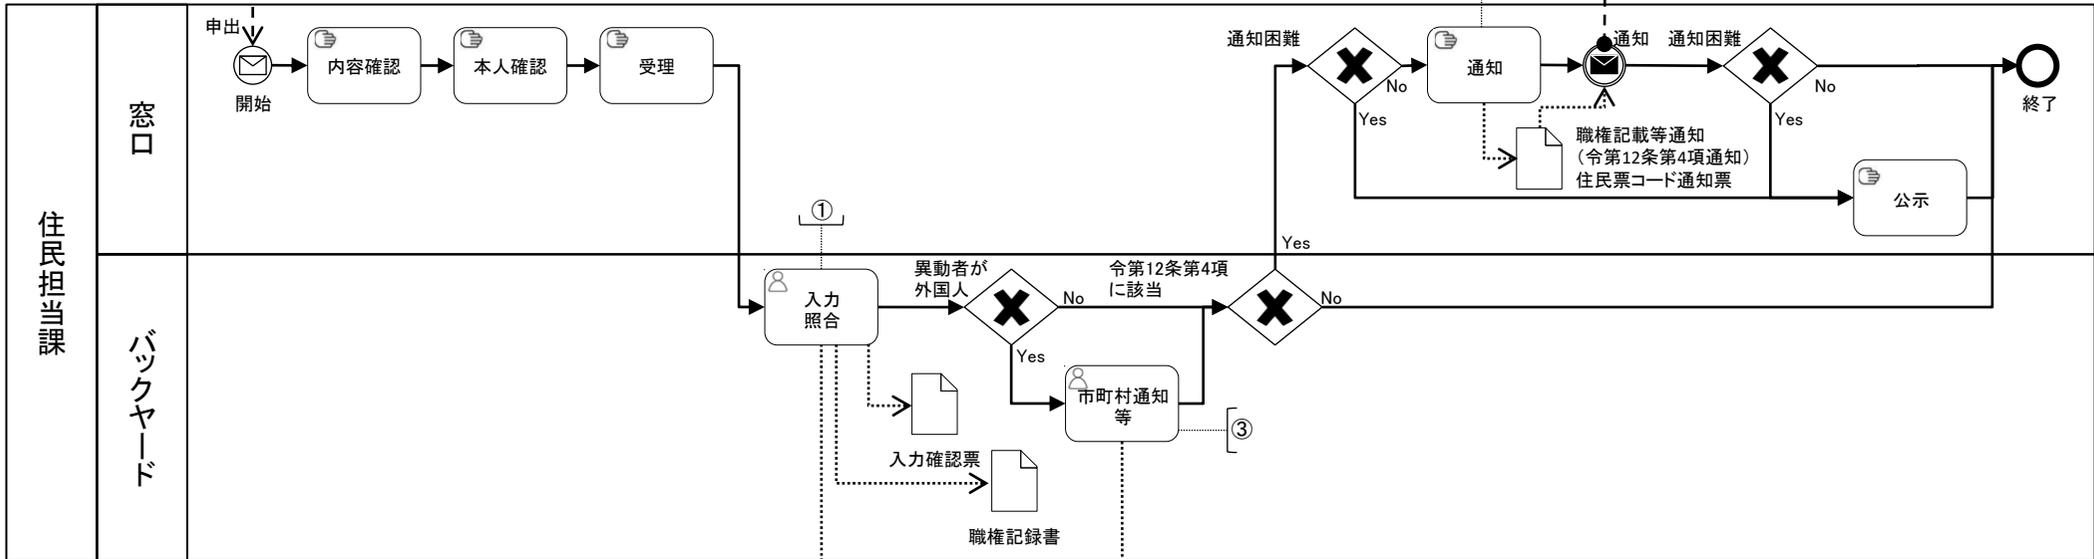 住民担当課
窓口
申出
開始
内容確認
本人確認
受理
通知困難
No
Yes
通知
通知
職権記載等通知
（令第12条第4項通知）
住民票コード通知票
通知困難
No
Yes
公示
終了
バックヤード
①
入力
照合
異動者が
外国人
No
Yes
市町村通知
等
③
令第12条第4項
に該当
Yes
No
入力確認票
職権記録書